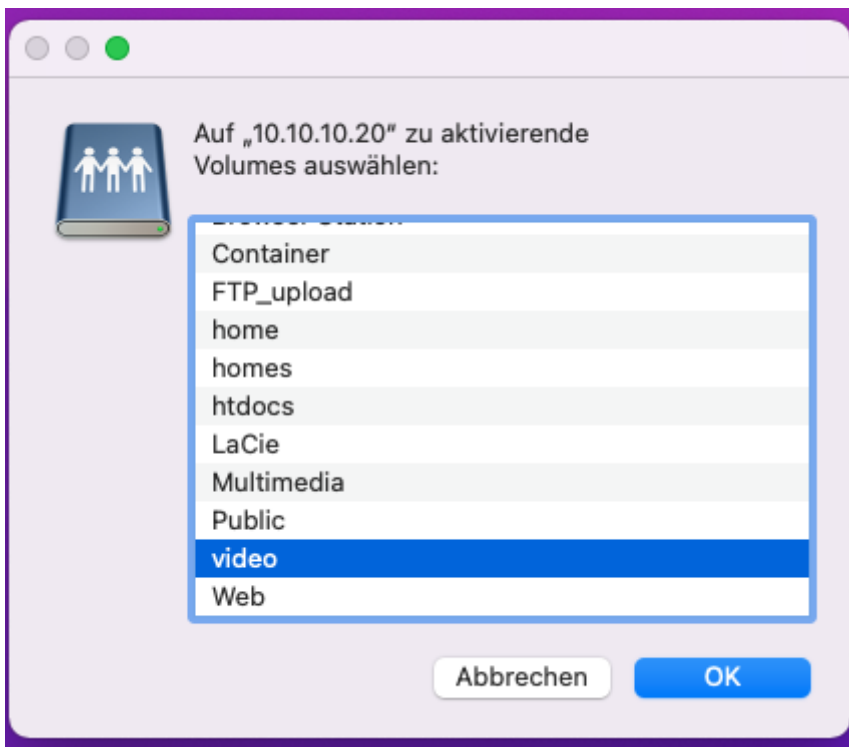 Auf „10.10.10.20" zu aktivierende
Volumes auswählen:
Container
FTP_upload
home
homes
htdocs
LaCie
Multimedia
Public
video
Web
Abbrechen
OK